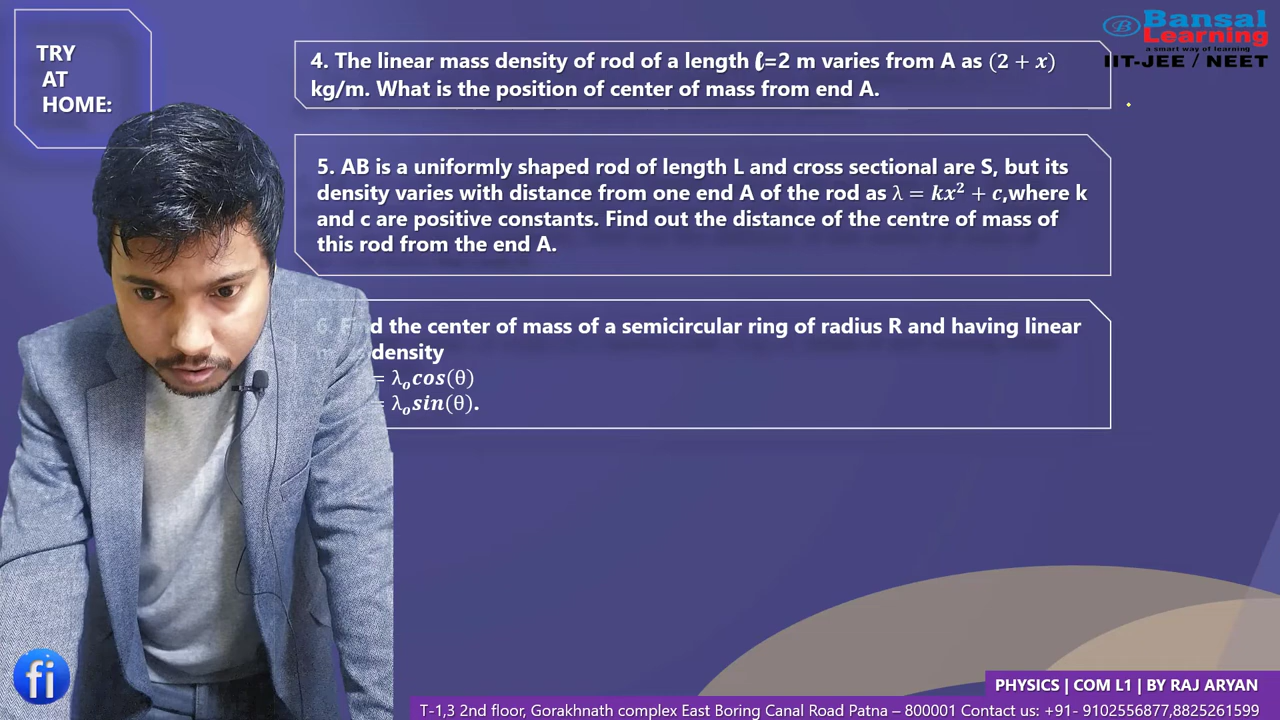 TRY
AT
HOME:
Bansal
Learning
a smart way of learning
IIT-JEE / NEET
4. The linear mass density of rod of a length ℓ=2 m varies from A as (2 + x)
kg/m. What is the position of center of mass from end A.
5. AB is a uniformly shaped rod of length L and cross sectional are S, but its
density varies with distance from one end A of the rod as λ = kx² + c,where k
and c are positive constants. Find out the distance of the centre of mass of
this rod from the end A.
6. Find the center of mass of a semicircular ring of radius R and having linear
density
= λₒcos(θ)
= λₒsin(θ).
fi
PHYSICS | COM L1 | BY RAJ ARYAN
T-1,3 2nd floor, Gorakhnath complex East Boring Canal Road Patna – 800001 Contact us: +91- 9102556877,8825261599